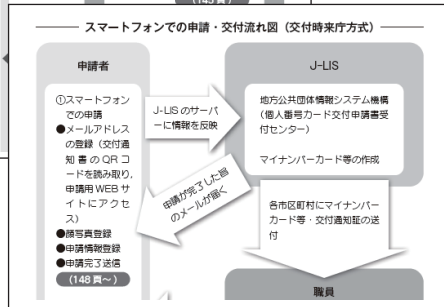 (145頁)
スマートフォンでの申請・交付流れ図（交付時来庁方式）
申請者
①スマートフォン
での申請
●メールアドレス
の登録（交付通
知書のQRコ
ードを読み取り、
申請用WEBサ
イトにアクセ
ス）
●顔写真登録
●申請情報登録
●申請完了送信
（148頁～）
J-LISのサーバ
ーに情報を反映
申請が完了した旨
のメールが届く
J-LIS
地方公共団体情報システム機構
（個人番号カード交付申請書受
付センター）
マイナンバーカード等の作成
各市区町村にマイナンバー
カード等・交付通知証の送
付
職員